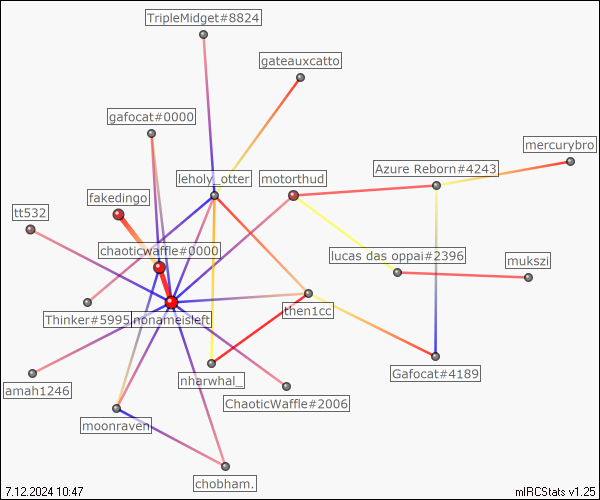 TripleMidget#8824
gateauxcatto
gafocat#0000
mercurybro
Azure Reborn#4243
leholy_otter
motorthud
fakedingo
tt532
chaoticwaffle#0000
lucas das oppai#2396
mukszi
then1cc
Thinker#5995
nonameisleft
Gafocat#4189
nharwhal_
amah1246
ChaoticWaffle#2006
moonraven
chobham.
7.12.2024 10:47
mIRCStats v1.25